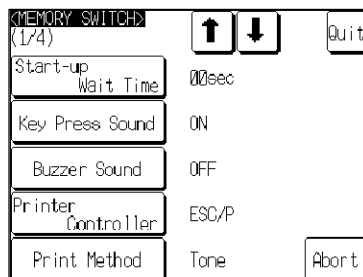 <MEMORY SWITCH>
(1/4)
Quit
Start-up
Wait Time
00sec
Key Press Sound
ON
Buzzer Sound
OFF
Printer
Controller
ESC/P
Print Method
Tone
Abort